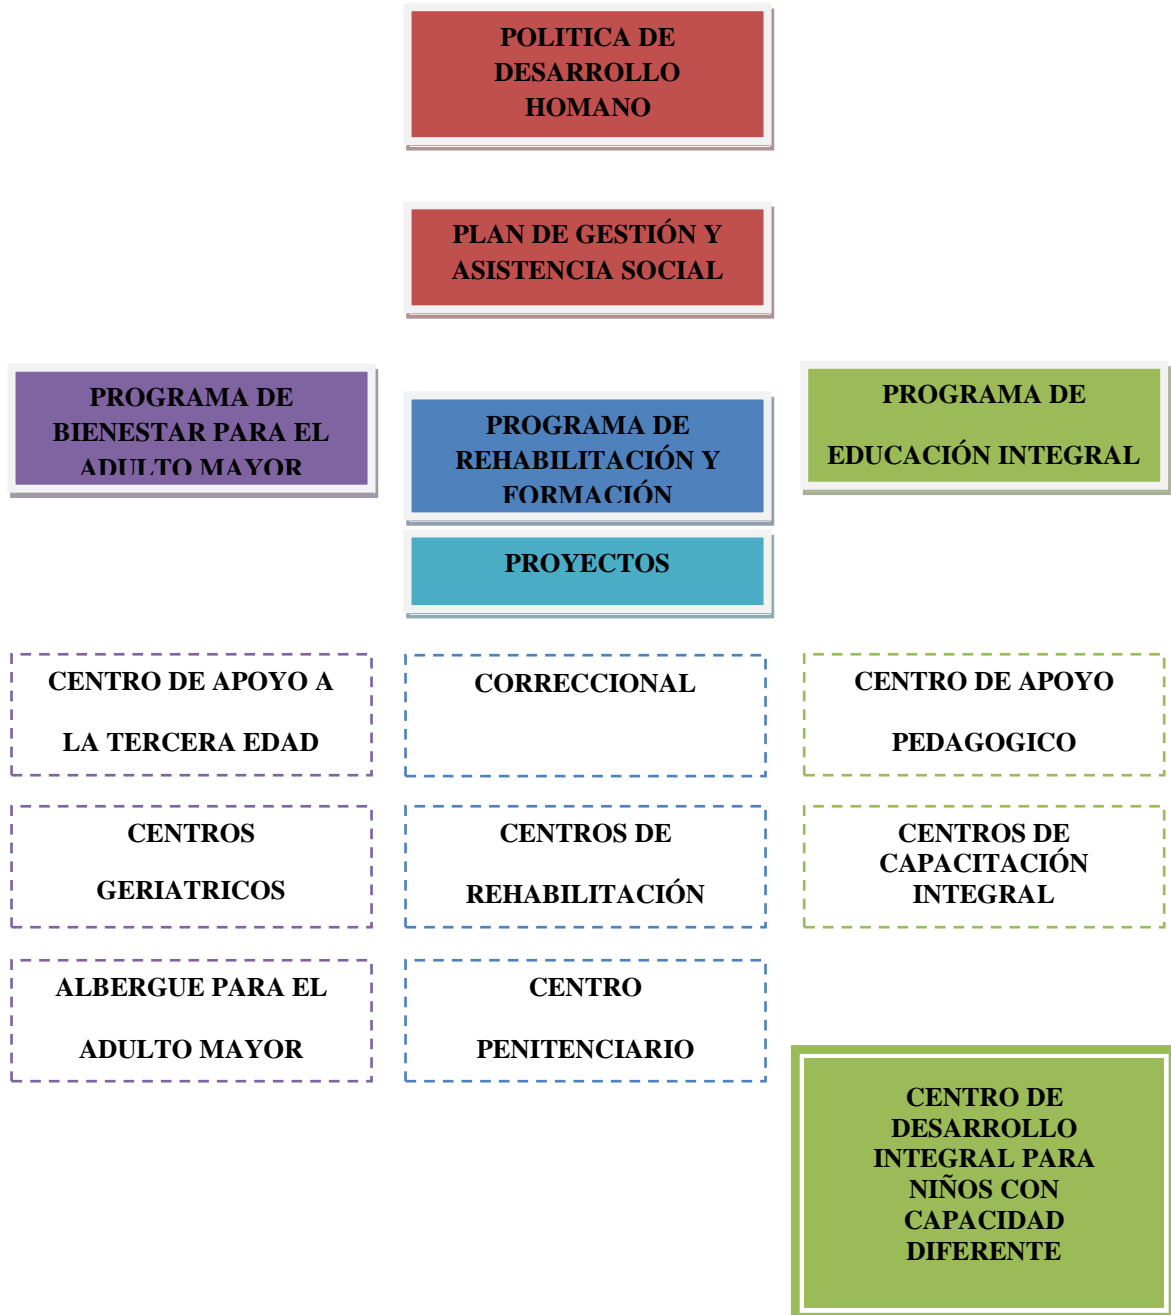 POLITICA DE
DESARROLLO
HOMANO
PLAN DE GESTIÓN Y
ASISTENCIA SOCIAL
PROGRAMA DE
BIENESTAR PARA EL
ADULTO MAYOR
PROGRAMA DE
REHABILITACIÓN Y
FORMACIÓN
PROGRAMA DE
EDUCACIÓN INTEGRAL
PROYECTOS
CENTRO DE APOYO A
LA TERCERA EDAD
CORRECCIONAL
CENTRO DE APOYO
PEDAGOGICO
CENTROS
GERIATRICOS
CENTROS DE
REHABILITACIÓN
CENTROS DE
CAPACITACIÓN
INTEGRAL
ALBERGUE PARA EL
ADULTO MAYOR
CENTRO
PENITENCIARIO
CENTRO DE
DESARROLLO
INTEGRAL PARA
NIÑOS CON
CAPACIDAD
DIFERENTE